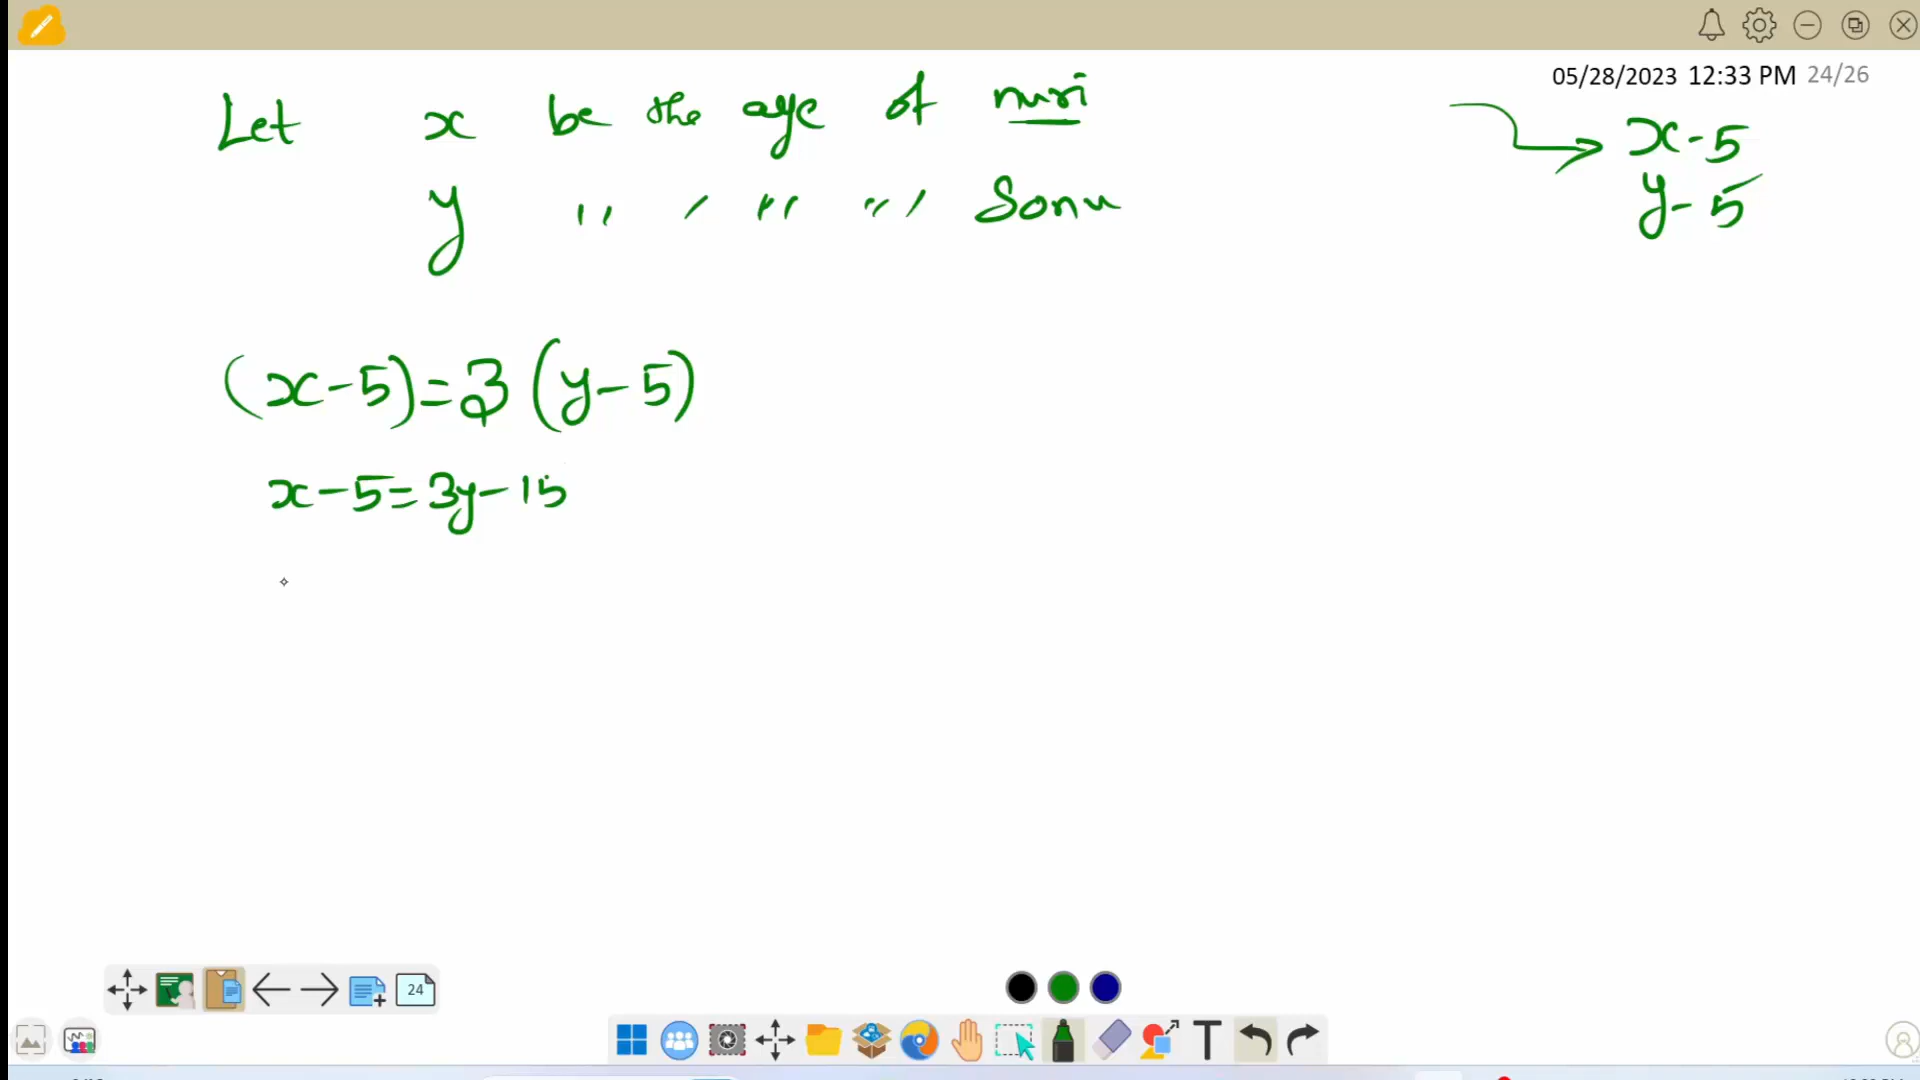 05/28/2023 12:33 PM 24/26
Let x be the age of nuri
y ,, , ,, ,,, Sonu
x-5
y-5
(x-5)=3(y-5)
x-5=3y-15
24
T